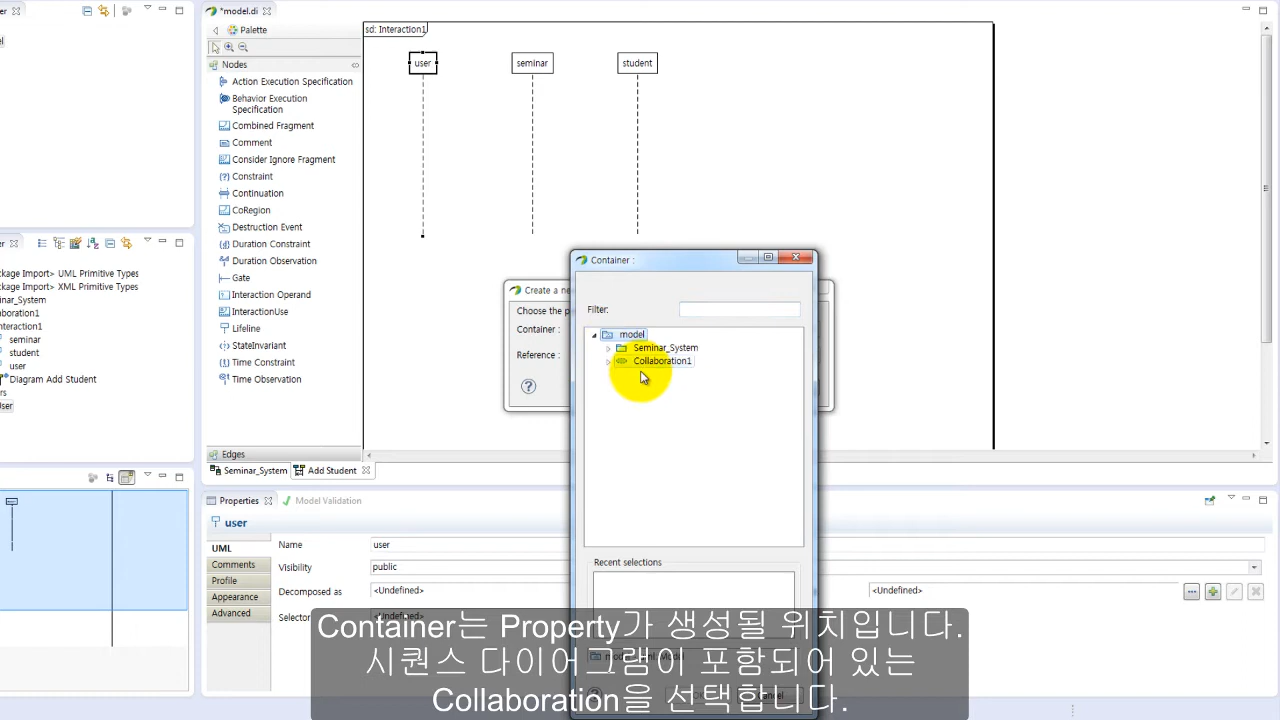 *model.di
Palette
Nodes
Action Execution Specification
Behavior Execution
Specification
Combined Fragment
Comment
Consider Ignore Fragment
Constraint
Continuation
CoRegion
Destruction Event
Duration Constraint
Duration Observation
Gate
Interaction Operand
InteractionUse
Lifeline
StateInvariant
Time Constraint
Time Observation
Edges
sd: Interaction1
user
seminar
student
ckage Import> UML Primitive Types
ckage Import> XML Primitive Types
inar_System
aboration1
nteraction1
seminar
student
user
Diagram Add Student
Create a ne
Choose the p
Container :
Reference :
Container :
Filter:
model
Seminar_System
Collaboration1
Recent selections
Seminar_System
Add Student
Properties
Model Validation
user
UML
Comments
Profile
Appearance
Advanced
Name
user
Visibility
public
Decomposed as
<Undefined>
<Undefined>
Selector
<Undefined>
Container는 Property가 생성될 위치입니다.
시퀀스 다이어그램이 포함되어 있는
Collaboration을 선택합니다.